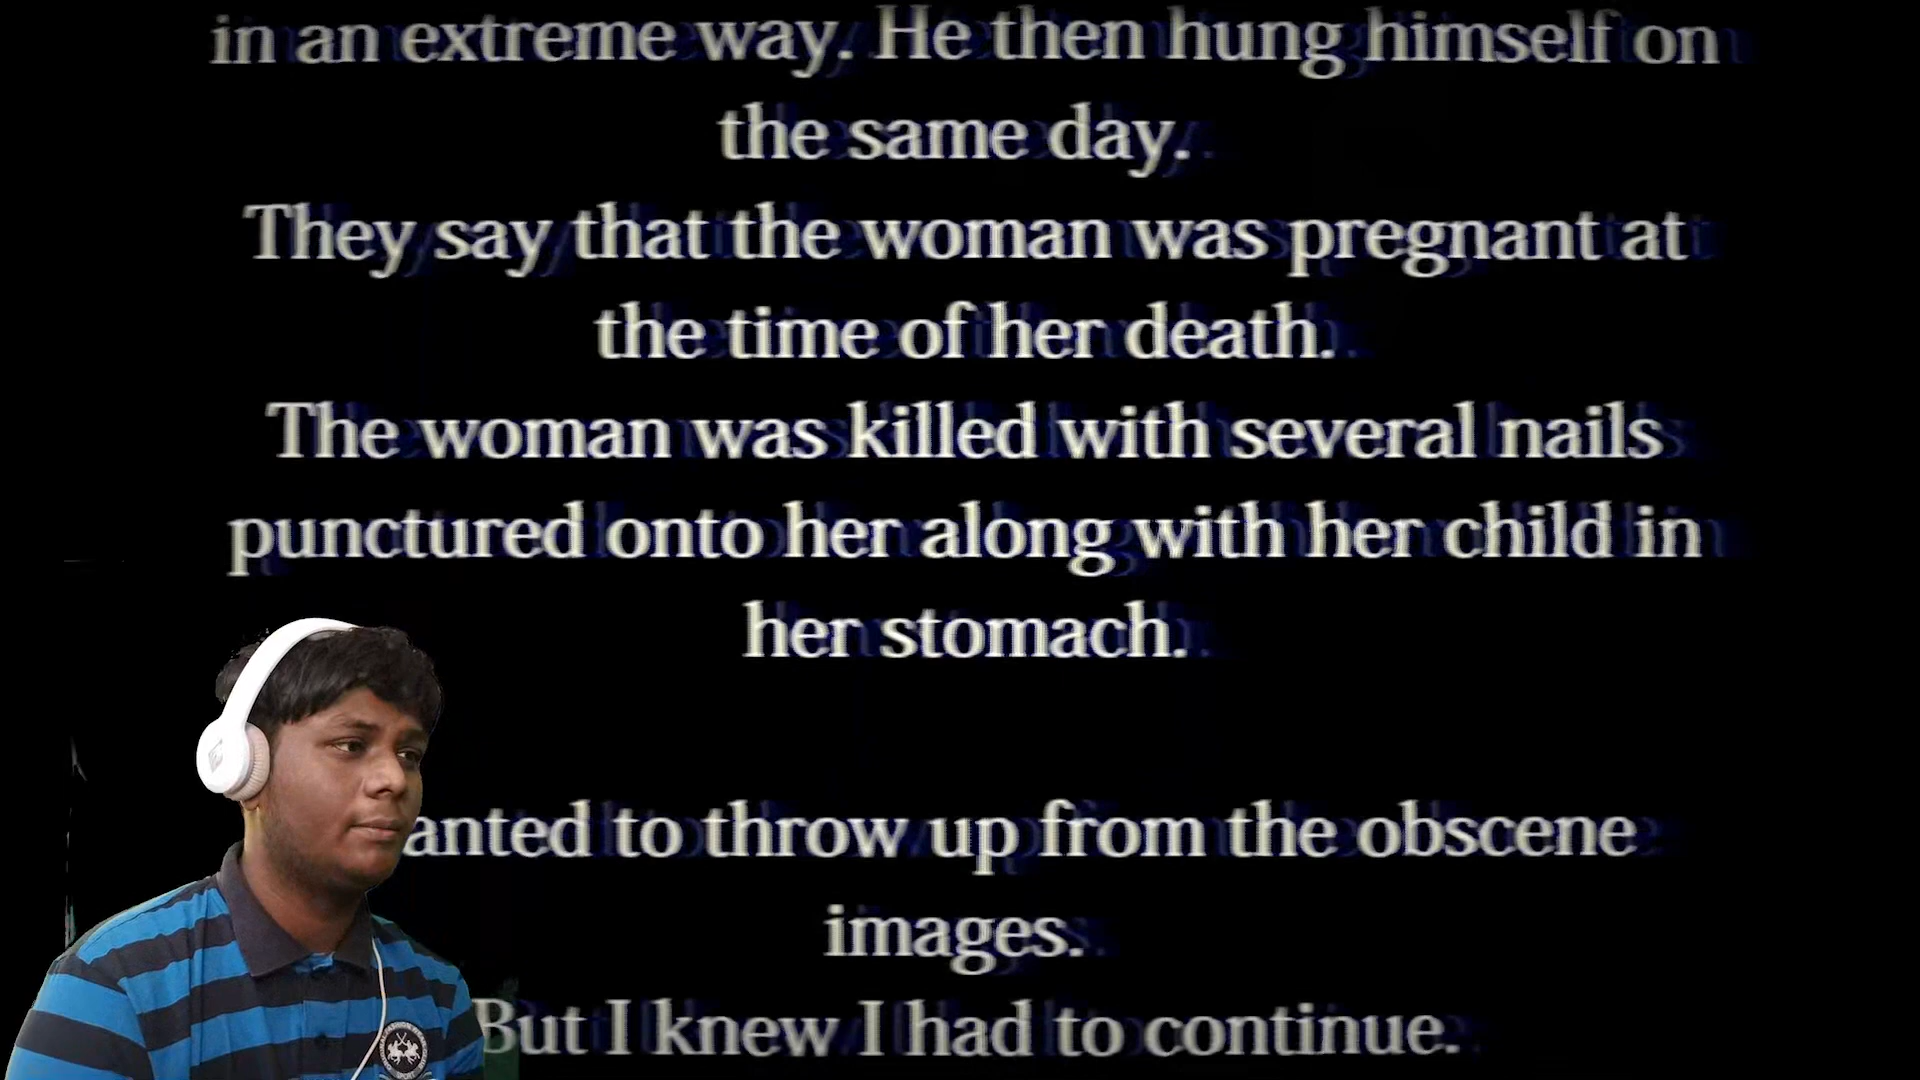 in an extreme way. He then hung himself on
the same day.
They say that the woman was pregnant at
the time of her death.
The woman was killed with several nails
punctured onto her along with her child in
her stomach.
anted to throw up from the obscene
images.
But I knew I had to continue.
SPORT